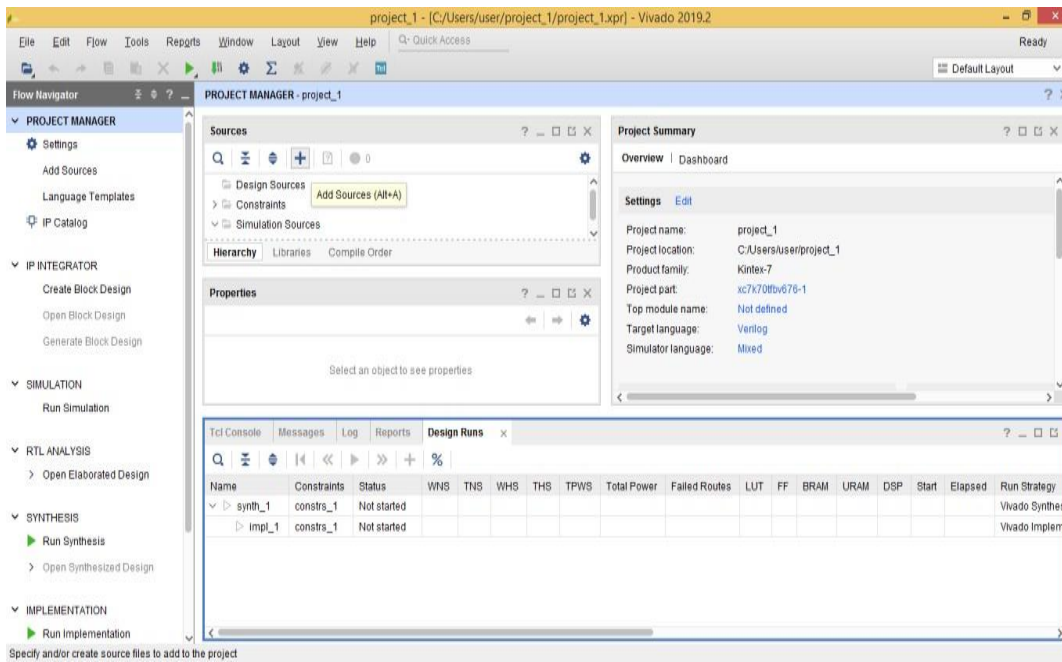 project_1 - [C:/Users/user/project_1/project_1.xpr] - Vivado 2019.2
File Edit Flow Tools Reports Window Layout View Help Q- Quick Access Ready
Default Layout
Flow Navigator
PROJECT MANAGER
Settings
Add Sources
Language Templates
IP Catalog
IP INTEGRATOR
Create Block Design
Open Block Design
Generate Block Design
SIMULATION
Run Simulation
RTL ANALYSIS
Open Elaborated Design
SYNTHESIS
Run Synthesis
Open Synthesized Design
IMPLEMENTATION
Run Implementation
PROJECT MANAGER - project_1
Sources
0
Design Sources
Constraints
Simulation Sources
Add Sources (Alt+A)
Hierarchy Libraries Compile Order
Properties
Select an object to see properties
Project Summary
Overview | Dashboard
Settings Edit
Project name: project_1
Project location: C:/Users/user/project_1
Product family: Kintex-7
Project part: xc7k70tfbv676-1
Top module name: Not defined
Target language: Verilog
Simulator language: Mixed
Tcl Console Messages Log Reports Design Runs
Name Constraints Status WNS TNS WHS THS TPWS Total Power Failed Routes LUT FF BRAM URAM DSP Start Elapsed Run Strategy
synth_1 constrs_1 Not started Vivado Synthes
impl_1 constrs_1 Not started Vivado Implem
Specify and/or create source files to add to the project